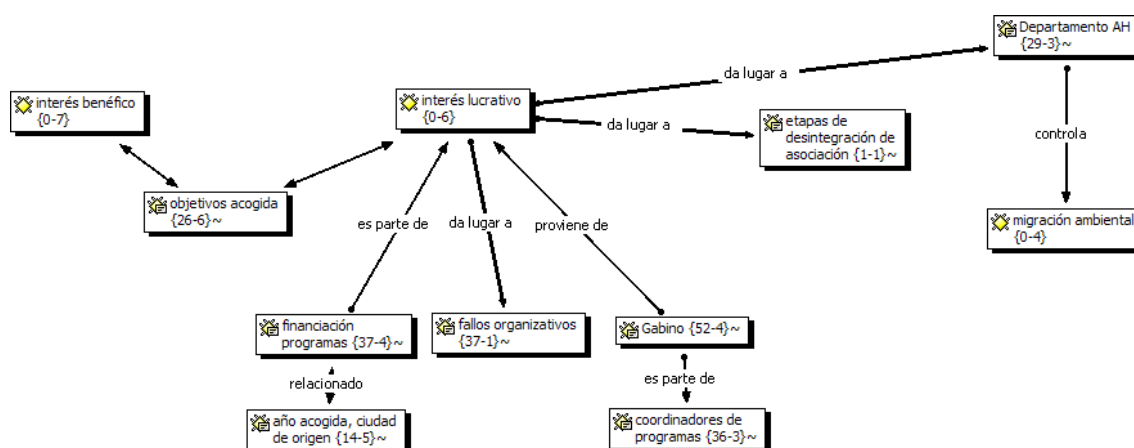 Departamento AH
{29-3}~
da lugar a
interés benéfico
{0-7}
interés lucrativo
{0-6}
da lugar a
etapas de
desintegración de
asociación {1-1}~
controla
objetivos acogida
{26-6}~
es parte de
da lugar a
proviene de
migración ambiental
{0-4}
financiación
programas {37-4}~
fallos organizativos
{37-1}~
Gabino {52-4}~
relacionado
es parte de
año acogida, ciudad
de origen {14-5}~
coordinadores de
programas {36-3}~